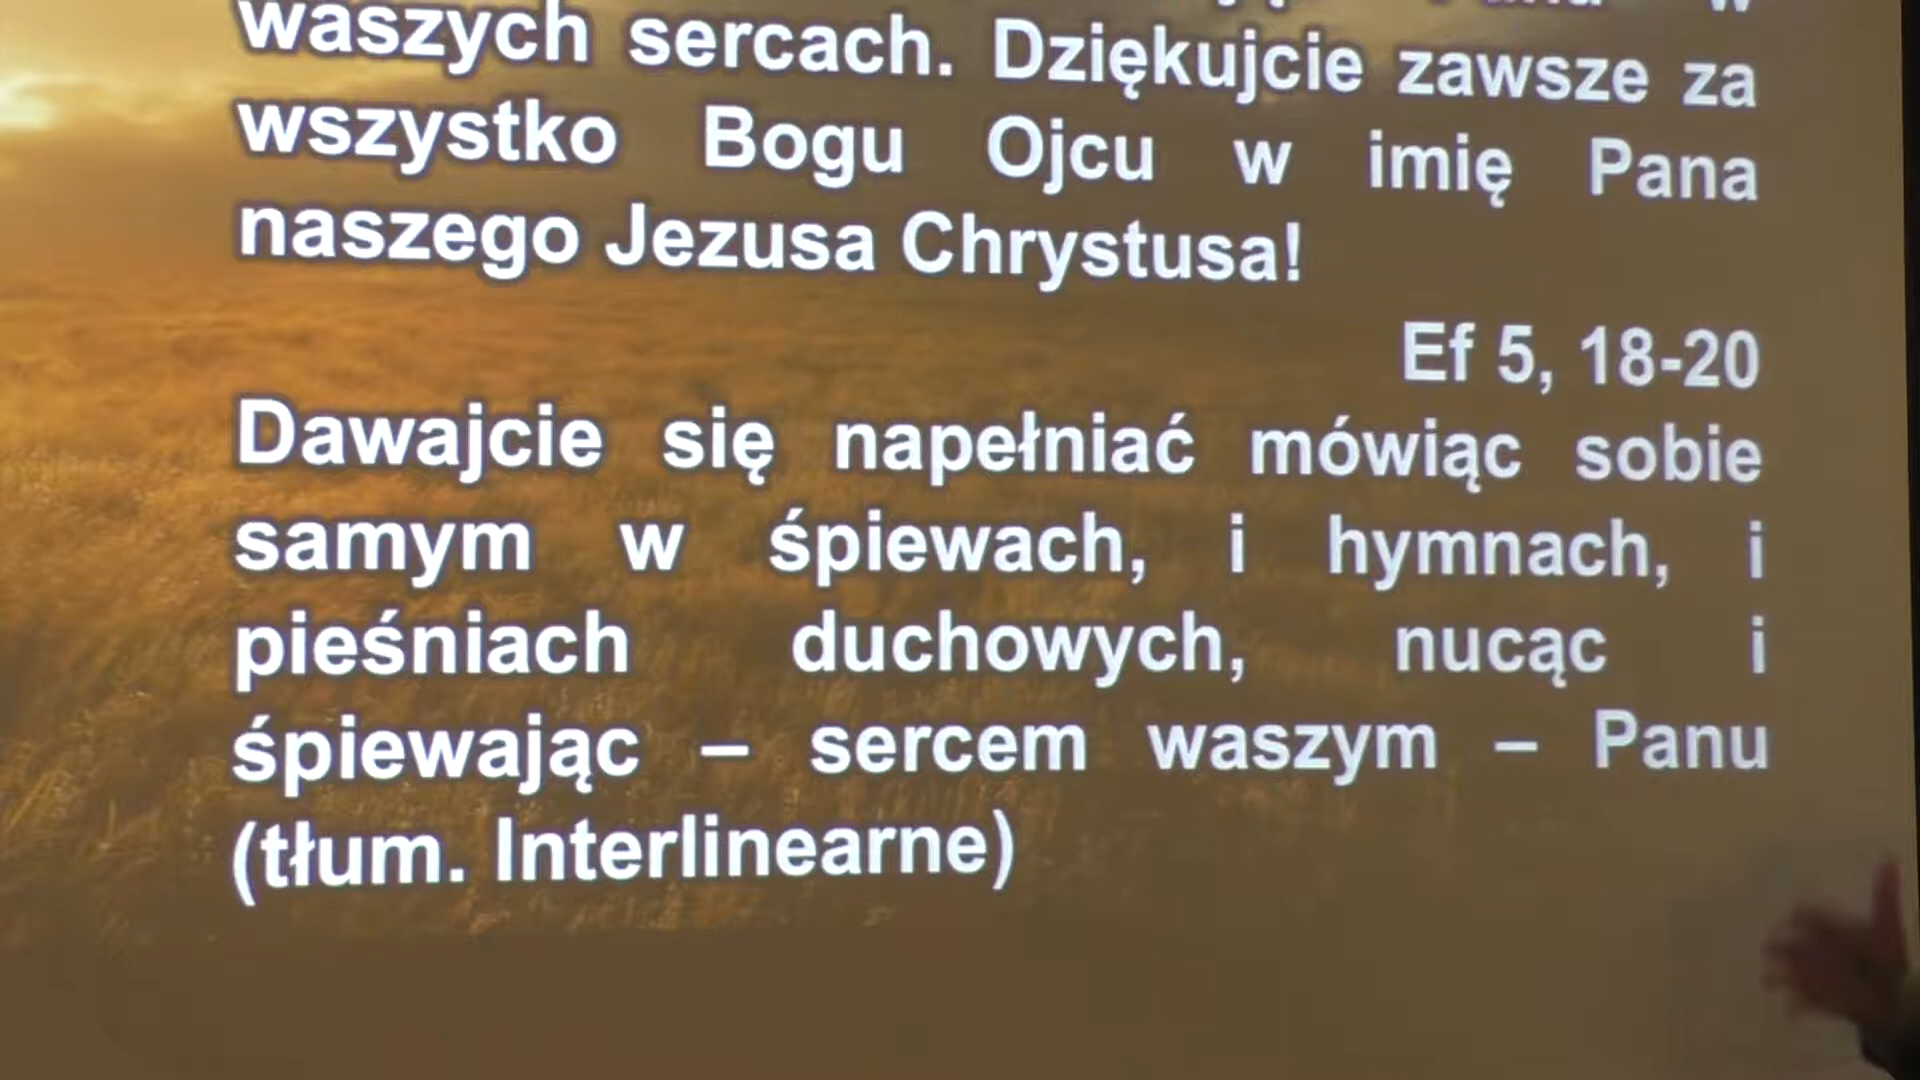 waszych sercach. Dziękujcie zawsze za
wszystko Bogu Ojcu w imię Pana
naszego Jezusa Chrystusa!
Ef 5, 18-20
Dawajcie się napełniać mówiąc sobie
samym w śpiewach, i hymnach, i
pieśniach duchowych, nucąc i
śpiewając – sercem waszym – Panu
(tłum. Interlinearne)